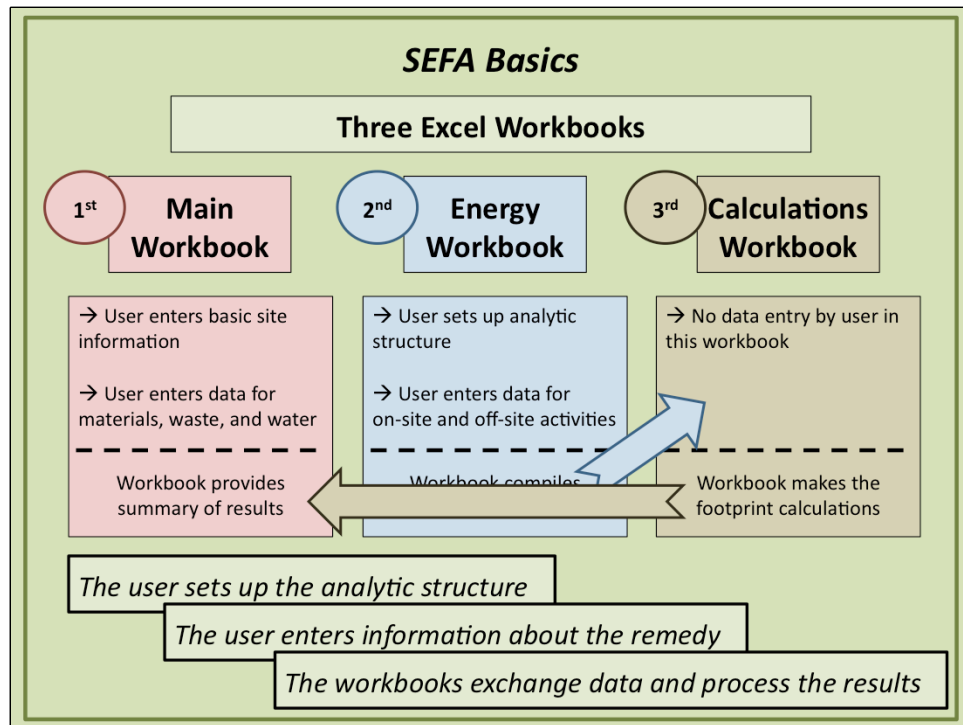 SEFA Basics
Three Excel Workbooks
1st
Main
Workbook
2nd
Energy
Workbook
3rd
Calculations
Workbook
→ User enters basic site
information
→ User enters data for
materials, waste, and water
Workbook provides
summary of results
→ User sets up analytic
structure
→ User enters data for
on-site and off-site activities
Workbook compiles
→ No data entry by user in
this workbook
Workbook makes the
footprint calculations
The user sets up the analytic structure
The user enters information about the remedy
The workbooks exchange data and process the results